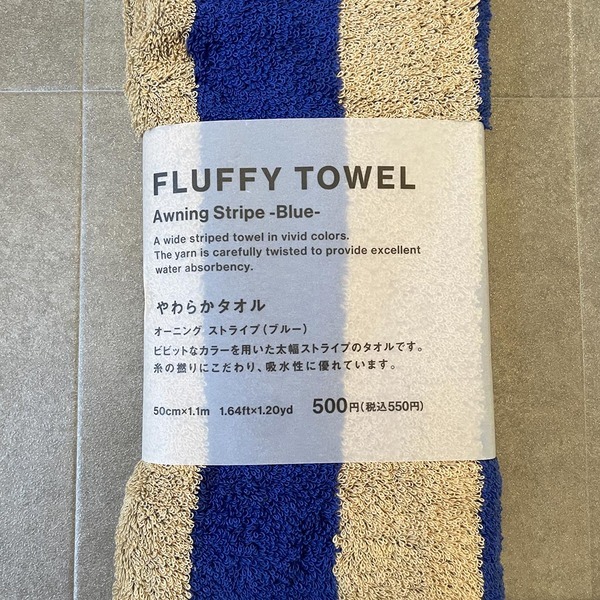 FLUFFY TOWEL
Awning Stripe -Blue-
A wide striped towel in vivid colors.
The yarn is carefully twisted to provide excellent
water absorbency.
やわらかタオル
オーニング ストライプ(ブルー)
ビビットなカラーを用いた太幅ストライプのタオルです。
糸の撚りにこだわり、吸水性に優れています。
50cm×1.1m 1.64ft×1.20yd 500円(税込550円)